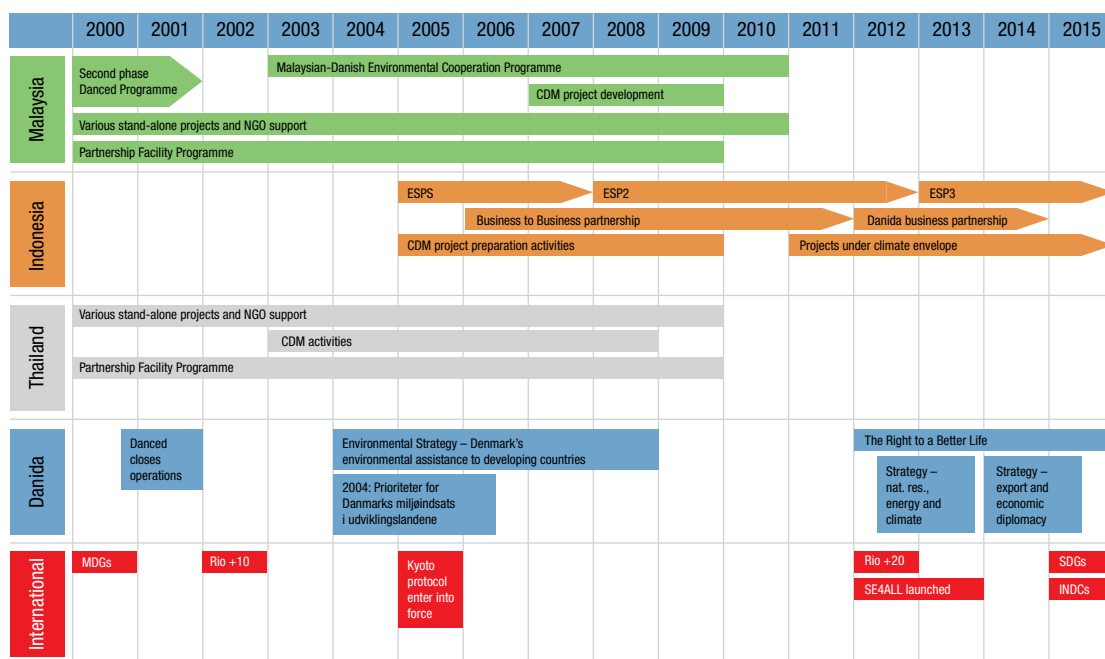 2000 2001 2002 2003 2004 2005 2006 2007 2008 2009 2010 2011 2012 2013 2014 2015
Malaysia
Second phase
Danced Programme
Malaysian-Danish Environmental Cooperation Programme
CDM project development
Various stand-alone projects and NGO support
Partnership Facility Programme
Indonesia
ESPS
ESP2
ESP3
Business to Business partnership
Danida business partnership
CDM project preparation activities
Projects under climate envelope
Thailand
Various stand-alone projects and NGO support
CDM activities
Partnership Facility Programme
Danida
Danced
closes
operations
Environmental Strategy – Denmark’s
environmental assistance to developing countries
2004: Prioriteter for
Danmarks miljøindsats
i udviklingslandene
The Right to a Better Life
Strategy –
nat. res.,
energy and
climate
Strategy –
export and
economic
diplomacy
International
MDGs
Rio +10
Kyoto
protocol
enter into
force
Rio +20
SE4ALL launched
SDGs
INDCs